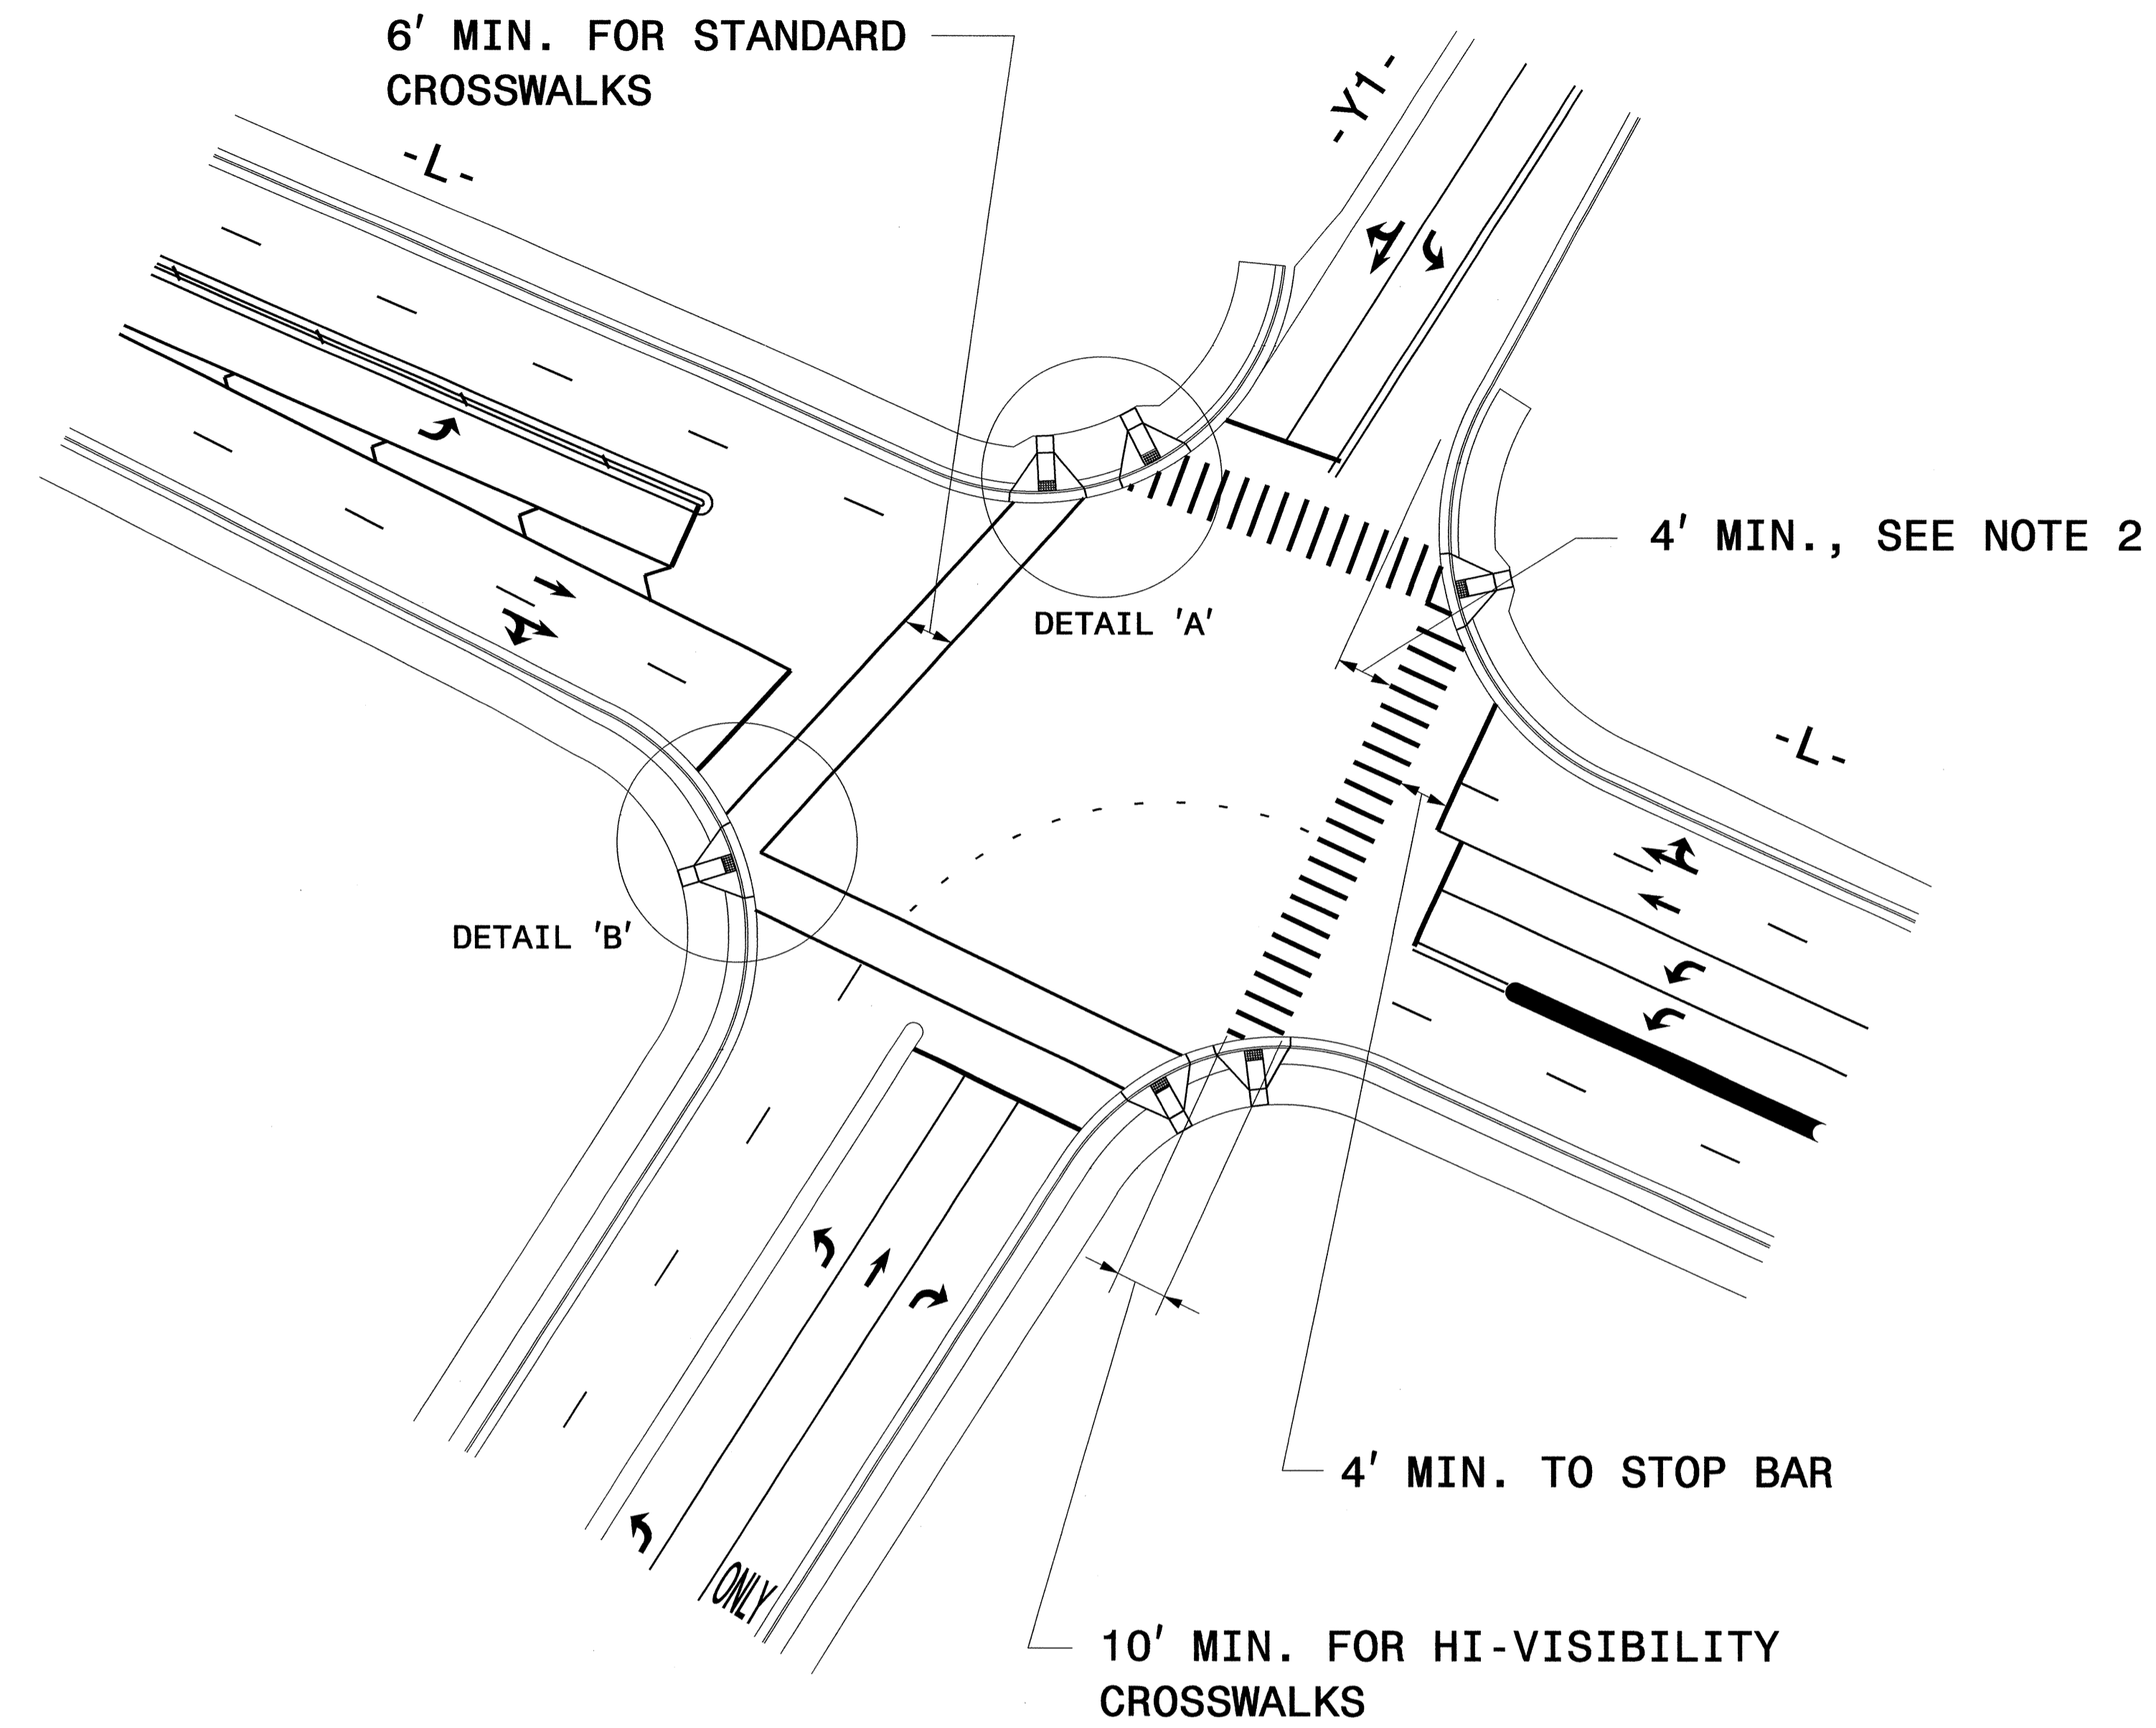 6' MIN. FOR STANDARD
CROSSWALKS
-Y1-
-L-
4' MIN., SEE NOTE 2
DETAIL 'A'
-L-
DETAIL 'B'
4' MIN. TO STOP BAR
ONLY
10' MIN. FOR HI-VISIBILITY
CROSSWALKS